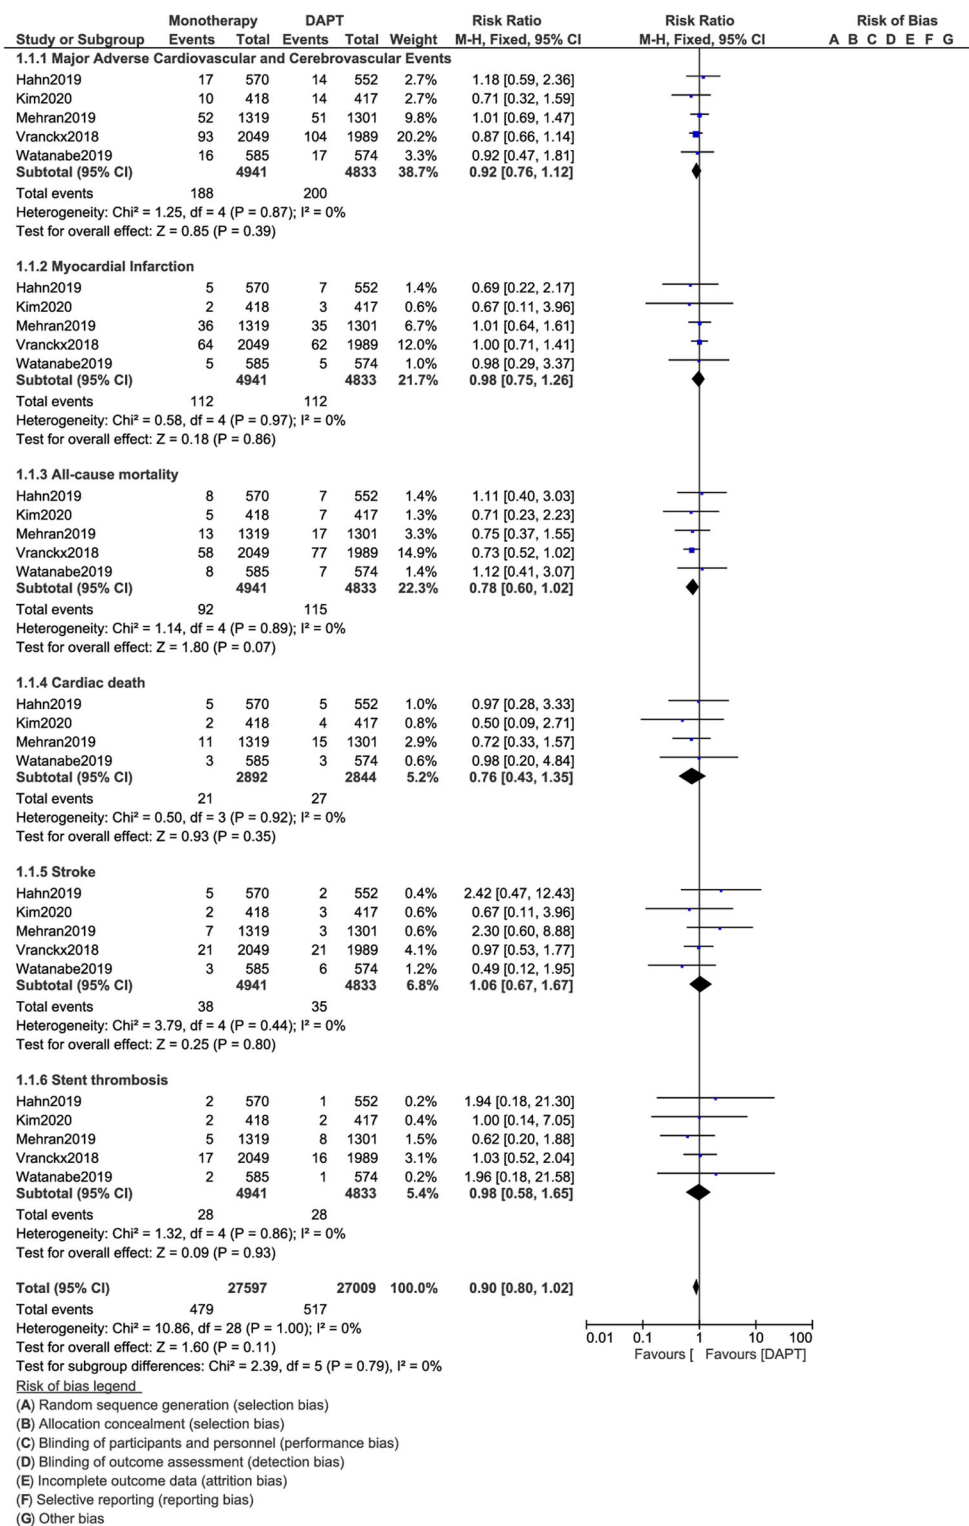 Monotherapy DAPT Risk Ratio Risk Ratio Risk of Bias
Study or Subgroup Events Total Events Total Weight M-H, Fixed, 95% CI M-H, Fixed, 95% CI A B C D E F G
1.1.1 Major Adverse Cardiovascular and Cerebrovascular Events
Hahn2019 17 570 14 552 2.7% 1.18 [0.59, 2.36]
Kim2020 10 418 14 417 2.7% 0.71 [0.32, 1.59]
Mehran2019 52 1319 51 1301 9.8% 1.01 [0.69, 1.47]
Vranckx2018 93 2049 104 1989 20.2% 0.87 [0.66, 1.14]
Watanabe2019 16 585 17 574 3.3% 0.92 [0.47, 1.81]
Subtotal (95% CI) 4941 4833 38.7% 0.92 [0.76, 1.12]
Total events 188 200
Heterogeneity: Chi² = 1.25, df = 4 (P = 0.87); I² = 0%
Test for overall effect: Z = 0.85 (P = 0.39)
1.1.2 Myocardial Infarction
Hahn2019 5 570 7 552 1.4% 0.69 [0.22, 2.17]
Kim2020 2 418 3 417 0.6% 0.67 [0.11, 3.96]
Mehran2019 36 1319 35 1301 6.7% 1.01 [0.64, 1.61]
Vranckx2018 64 2049 62 1989 12.0% 1.00 [0.71, 1.41]
Watanabe2019 5 585 5 574 1.0% 0.98 [0.29, 3.37]
Subtotal (95% CI) 4941 4833 21.7% 0.98 [0.75, 1.26]
Total events 112 112
Heterogeneity: Chi² = 0.58, df = 4 (P = 0.97); I² = 0%
Test for overall effect: Z = 0.18 (P = 0.86)
1.1.3 All-cause mortality
Hahn2019 8 570 7 552 1.4% 1.11 [0.40, 3.03]
Kim2020 5 418 7 417 1.3% 0.71 [0.23, 2.23]
Mehran2019 13 1319 17 1301 3.3% 0.75 [0.37, 1.55]
Vranckx2018 58 2049 77 1989 14.9% 0.73 [0.52, 1.02]
Watanabe2019 8 585 7 574 1.4% 1.12 [0.41, 3.07]
Subtotal (95% CI) 4941 4833 22.3% 0.78 [0.60, 1.02]
Total events 92 115
Heterogeneity: Chi² = 1.14, df = 4 (P = 0.89); I² = 0%
Test for overall effect: Z = 1.80 (P = 0.07)
1.1.4 Cardiac death
Hahn2019 5 570 5 552 1.0% 0.97 [0.28, 3.33]
Kim2020 2 418 4 417 0.8% 0.50 [0.09, 2.71]
Mehran2019 11 1319 15 1301 2.9% 0.72 [0.33, 1.57]
Watanabe2019 3 585 3 574 0.6% 0.98 [0.20, 4.84]
Subtotal (95% CI) 2892 2844 5.2% 0.76 [0.43, 1.35]
Total events 21 27
Heterogeneity: Chi² = 0.50, df = 3 (P = 0.92); I² = 0%
Test for overall effect: Z = 0.93 (P = 0.35)
1.1.5 Stroke
Hahn2019 5 570 2 552 0.4% 2.42 [0.47, 12.43]
Kim2020 2 418 3 417 0.6% 0.67 [0.11, 3.96]
Mehran2019 7 1319 3 1301 0.6% 2.30 [0.60, 8.88]
Vranckx2018 21 2049 21 1989 4.1% 0.97 [0.53, 1.77]
Watanabe2019 3 585 6 574 1.2% 0.49 [0.12, 1.95]
Subtotal (95% CI) 4941 4833 6.8% 1.06 [0.67, 1.67]
Total events 38 35
Heterogeneity: Chi² = 3.79, df = 4 (P = 0.44); I² = 0%
Test for overall effect: Z = 0.25 (P = 0.80)
1.1.6 Stent thrombosis
Hahn2019 2 570 1 552 0.2% 1.94 [0.18, 21.30]
Kim2020 2 418 2 417 0.4% 1.00 [0.14, 7.05]
Mehran2019 5 1319 8 1301 1.5% 0.62 [0.20, 1.88]
Vranckx2018 17 2049 16 1989 3.1% 1.03 [0.52, 2.04]
Watanabe2019 2 585 1 574 0.2% 1.96 [0.18, 21.58]
Subtotal (95% CI) 4941 4833 5.4% 0.98 [0.58, 1.65]
Total events 28 28
Heterogeneity: Chi² = 1.32, df = 4 (P = 0.86); I² = 0%
Test for overall effect: Z = 0.09 (P = 0.93)
Total (95% CI) 27597 27009 100.0% 0.90 [0.80, 1.02]
Total events 479 517
Heterogeneity: Chi² = 10.86, df = 28 (P = 1.00); I² = 0%
Test for overall effect: Z = 1.60 (P = 0.11)
Test for subgroup differences: Chi² = 2.39, df = 5 (P = 0.79), I² = 0%
0.01 0.1 1 10 100
Favours [ Favours [DAPT]
Risk of bias legend
(A) Random sequence generation (selection bias)
(B) Allocation concealment (selection bias)
(C) Blinding of participants and personnel (performance bias)
(D) Blinding of outcome assessment (detection bias)
(E) Incomplete outcome data (attrition bias)
(F) Selective reporting (reporting bias)
(G) Other bias